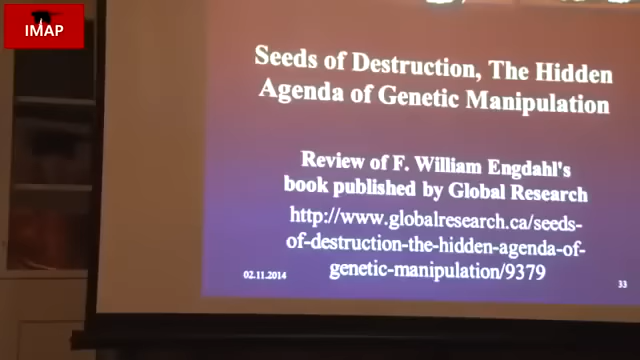 IMAP
Seeds of Destruction, The Hidden
Agenda of Genetic Manipulation
Review of F. William Engdahl's
book published by Global Research
http://www.globalresearch.ca/seeds-
of-destruction-the-hidden-agenda-of-
genetic-manipulation/9379
02.11.2014
33